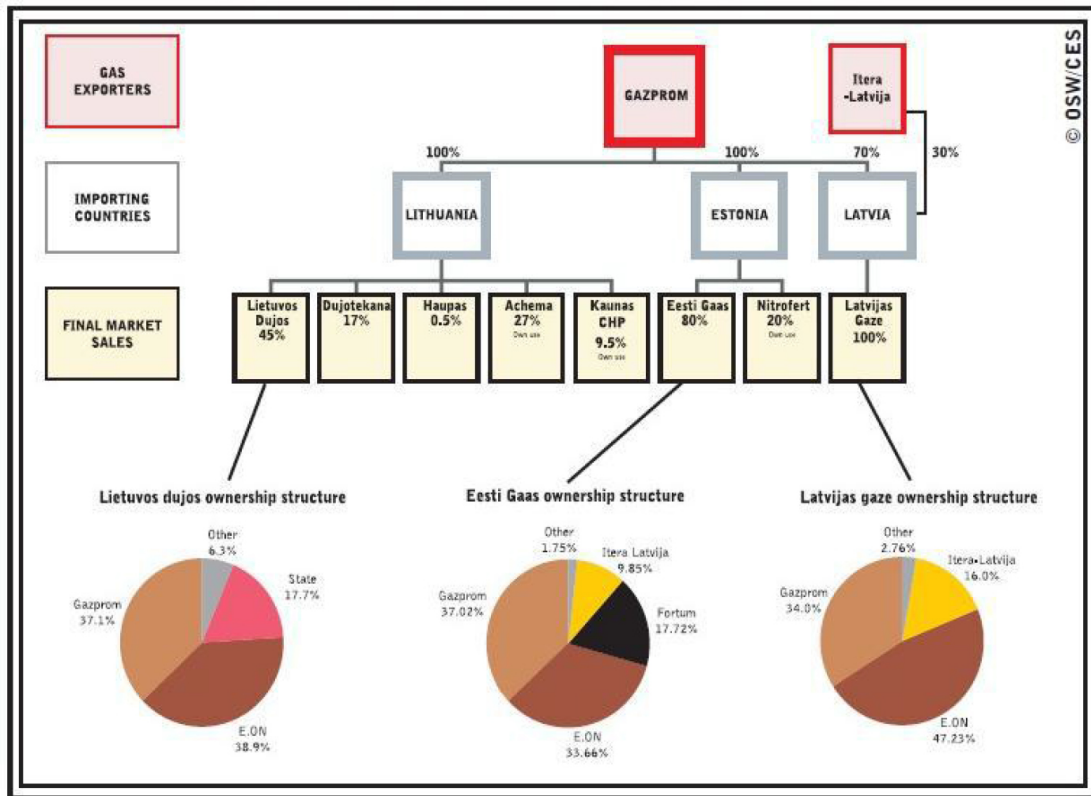 © OSW/CES
GAS
EXPORTERS
GAZPROM
Itera
-Latvija
100%
100%
70%
30%
IMPORTING
COUNTRIES
LITHUANIA
ESTONIA
LATVIA
FINAL MARKET
SALES
Lietuvos
Dujos
45%
Dujotekana
17%
Haupas
0.5%
Achema
27%
Own use
Kaunas
CHP
9.5%
Own use
Eesti Gaas
80%
Nitrofert
20%
Own use
Latvijas
Gaze
100%
Lietuvos dujos ownership structure
Other
6.3%
State
17.7%
Gazprom
37.1%
E.ON
38.9%
Eesti Gaas ownership structure
Other
1.75%
Itera Latvija
9.85%
Gazprom
37.02%
Fortum
17.72%
E.ON
33.66%
Latvijas gaze ownership structure
Other
2.76%
Itera-Latvija
16.0%
Gazprom
34.0%
E.ON
47.23%